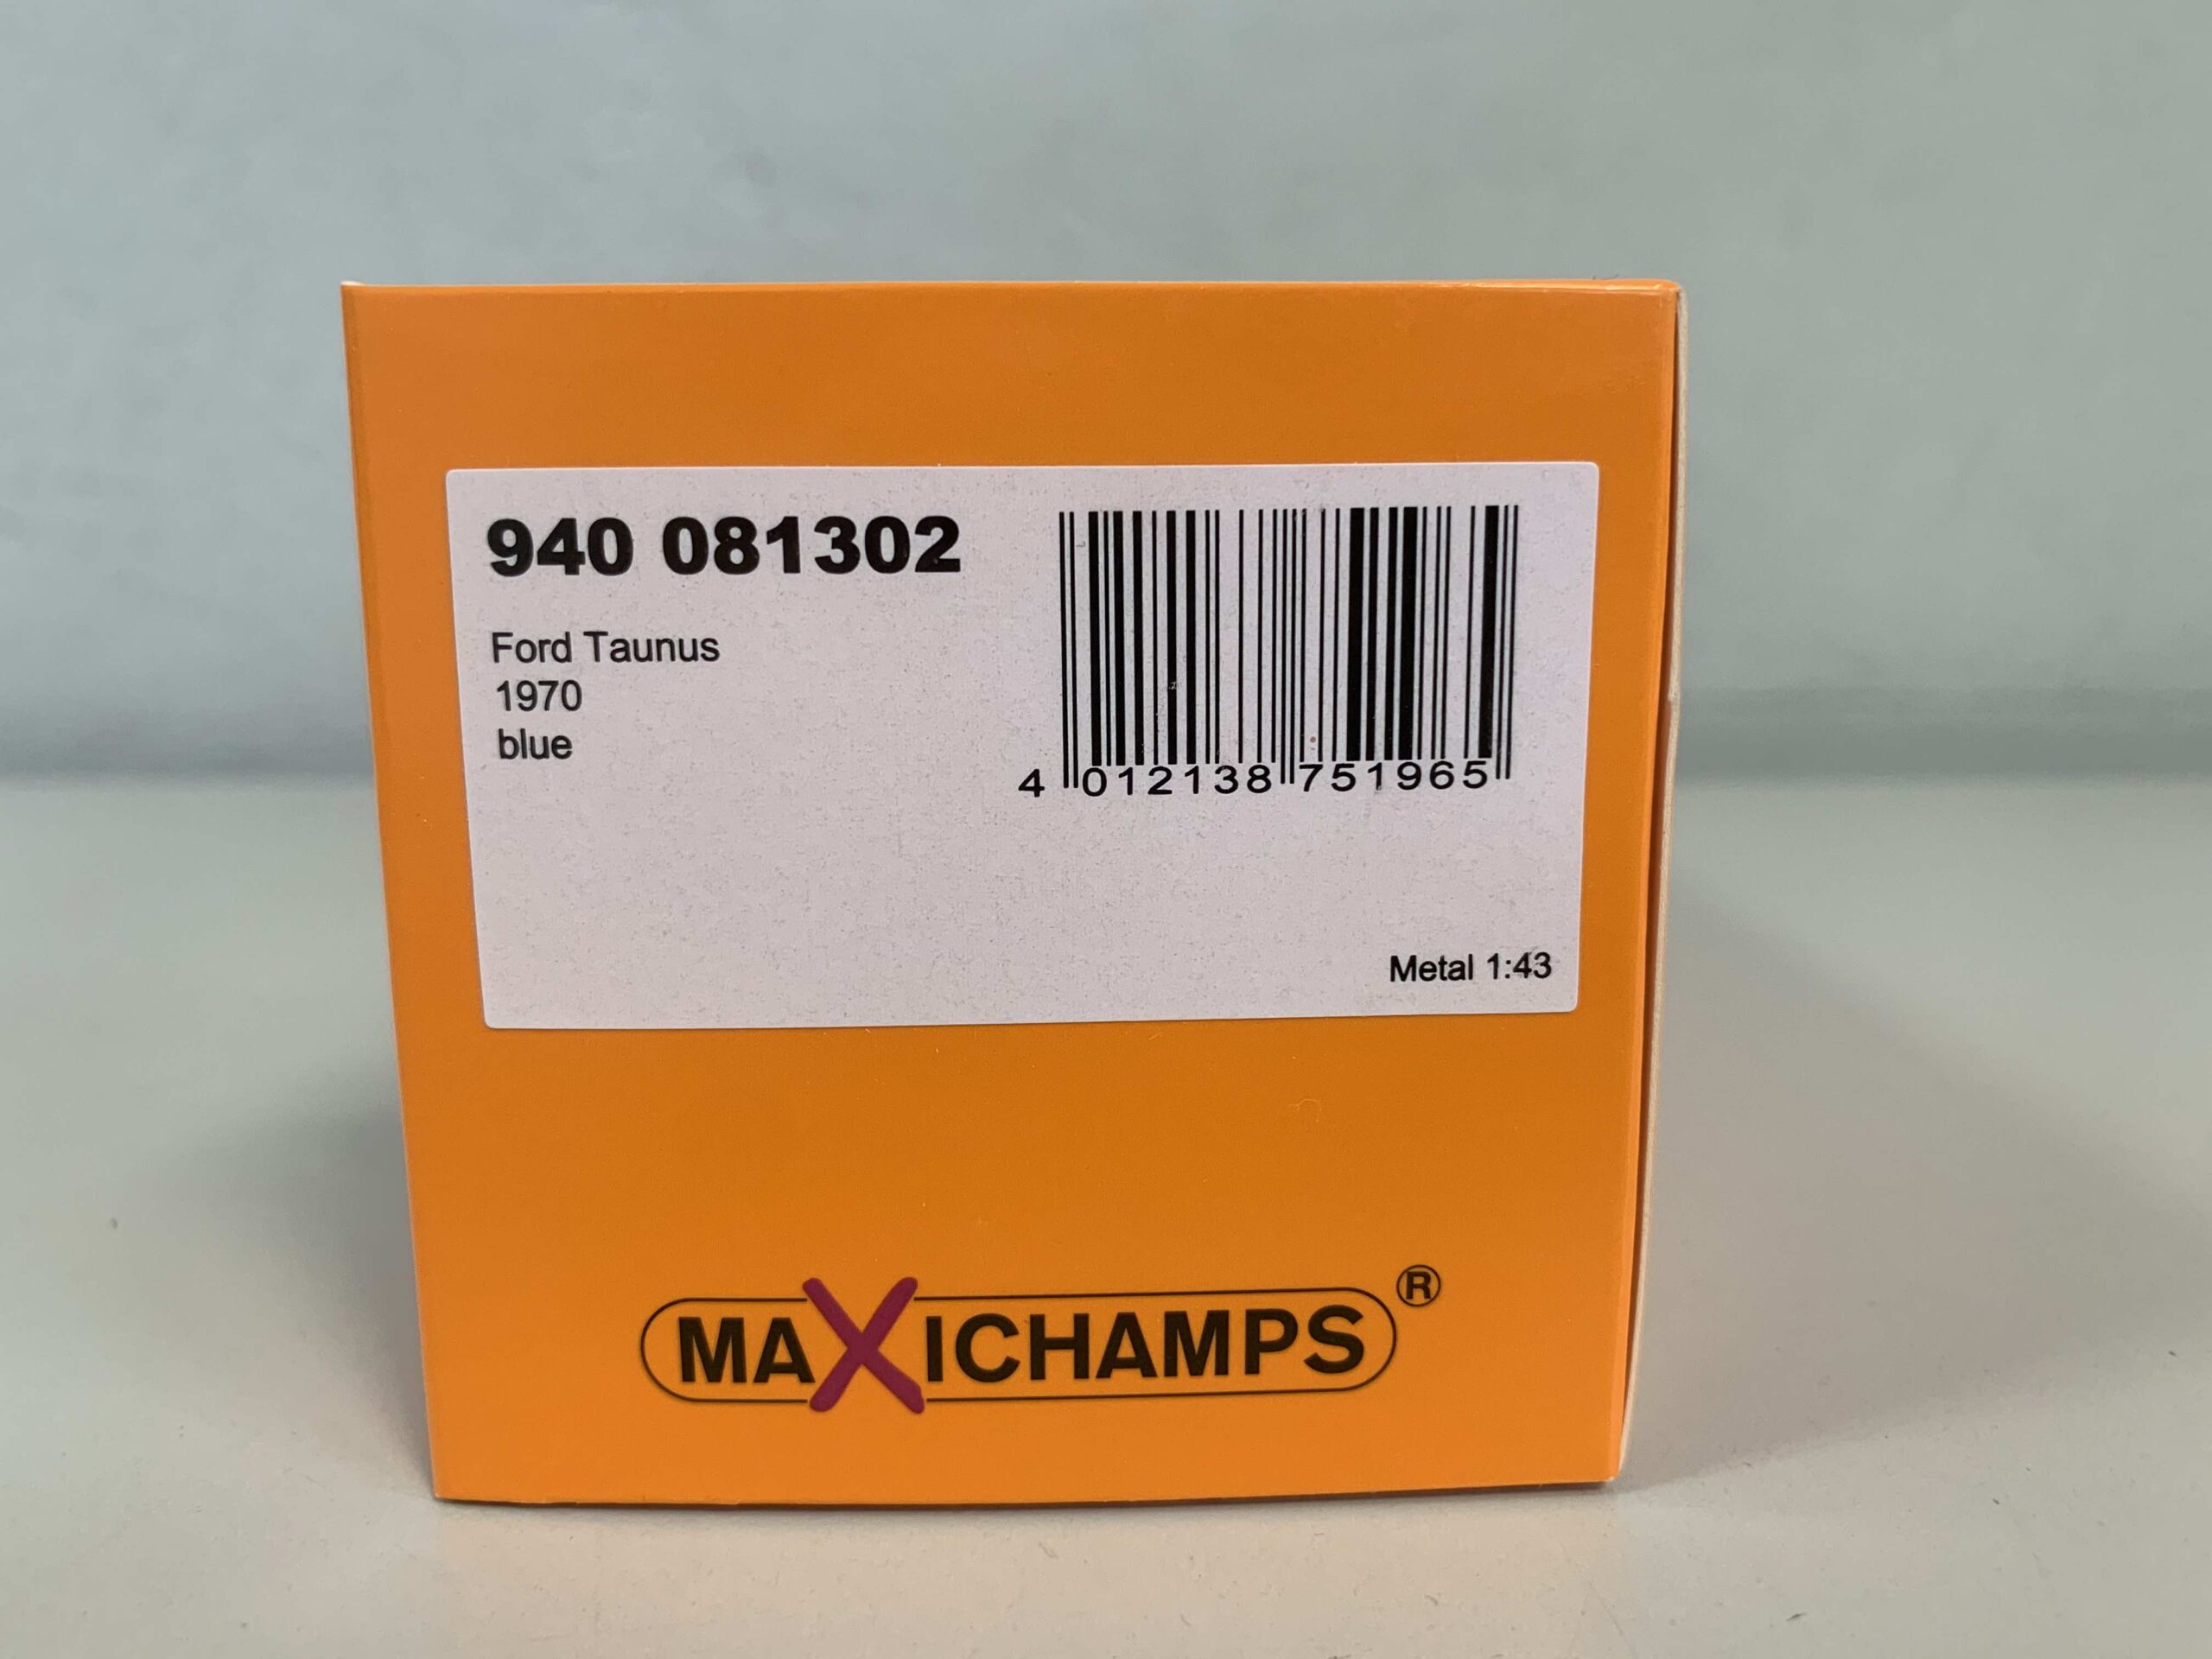 940 081302
Ford Taunus
1970
blue
4 012138 751965
Metal 1:43
MAXICHAMPS®